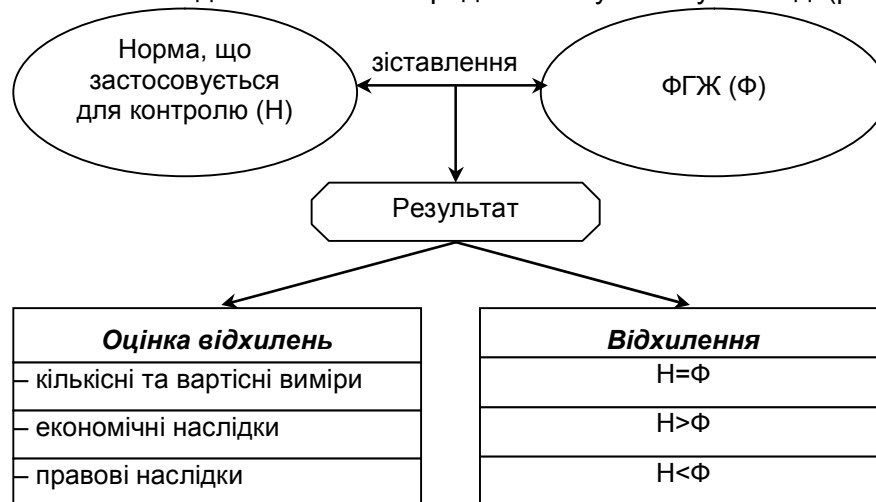 Норма, що
застосовується
для контролю (Н)
зіставлення
ФГЖ (Ф)
Результат
Оцінка відхилень
– кількісні та вартісні виміри
– економічні наслідки
– правові наслідки
Відхилення
Н=Ф
Н>Ф
Н<Ф